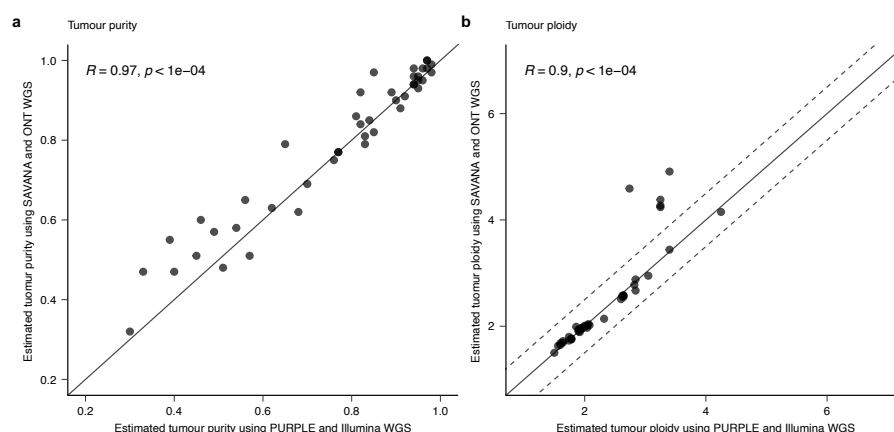 a
Tumour purity
R = 0.97, p < 1e−04
Estimated tuomur purity using SAVANA and ONT WGS
1.0
0.8
0.6
0.4
0.2
0.2 0.4 0.6 0.8 1.0
Estimated tumour purity using PURPLE and Illumina WGS
b
Tumour ploidy
R = 0.9, p < 1e−04
Estimated tuomur ploidy using SAVANA and ONT WGS
6
4
2
2 4 6
Estimated tumour ploidy using PURPLE and Illumina WGS